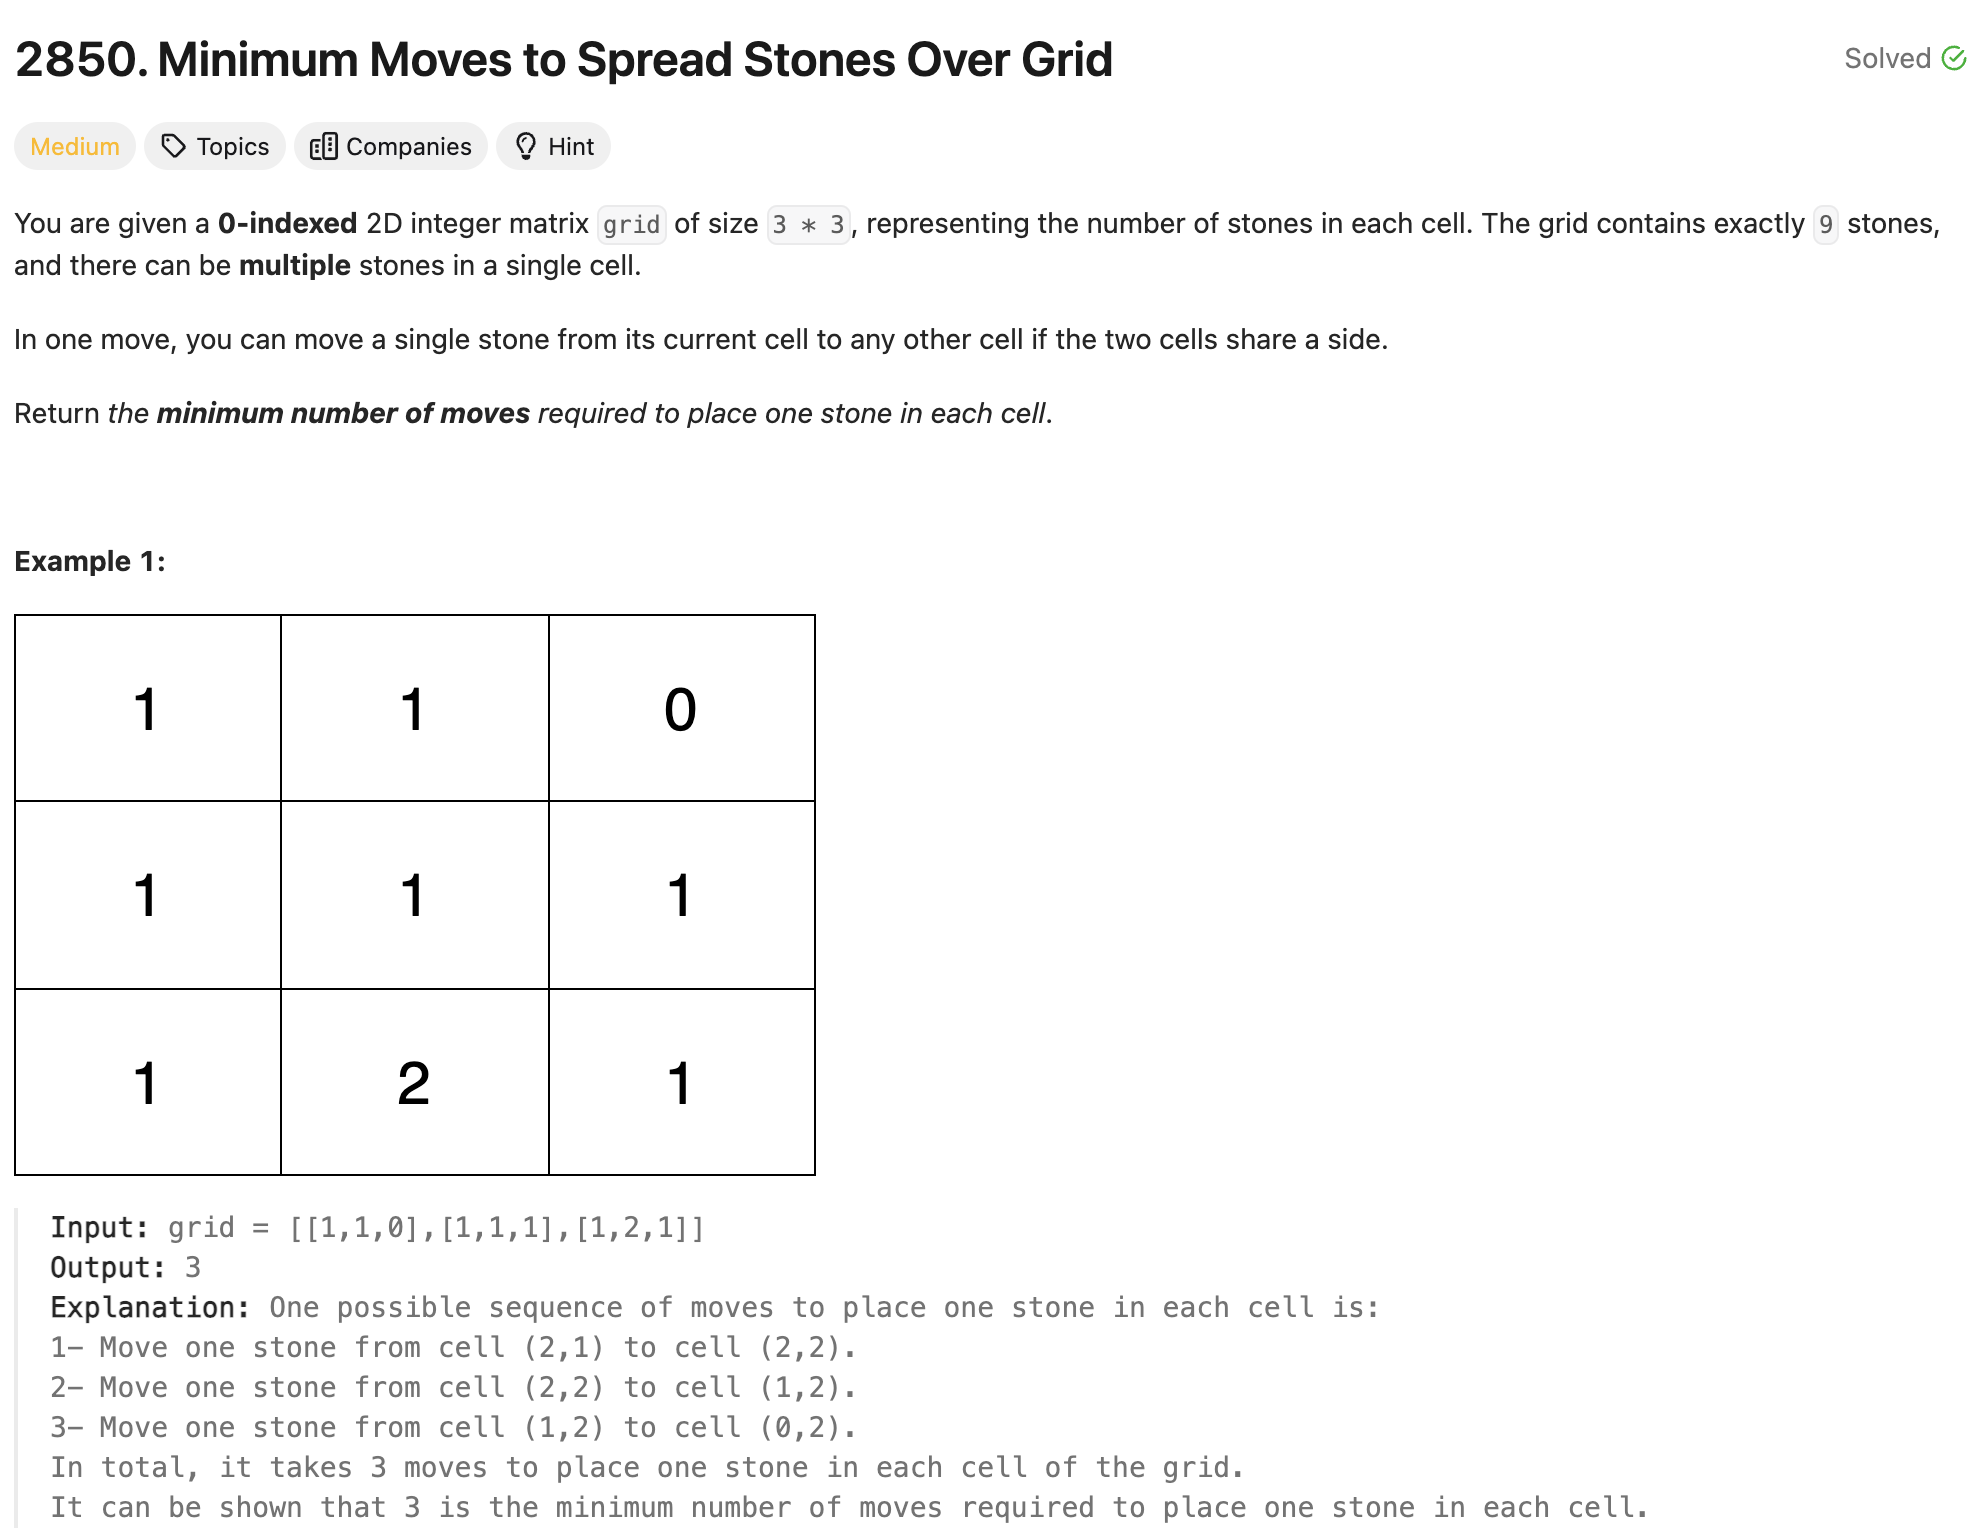 2850. Minimum Moves to Spread Stones Over Grid
Solved
Medium Topics Companies Hint
You are given a 0-indexed 2D integer matrix grid of size 3 * 3, representing the number of stones in each cell. The grid contains exactly 9 stones,
and there can be multiple stones in a single cell.
In one move, you can move a single stone from its current cell to any other cell if the two cells share a side.
Return the minimum number of moves required to place one stone in each cell.
Example 1:
1 1 0
1 1 1
1 2 1
Input: grid = [[1,1,0],[1,1,1],[1,2,1]]
Output: 3
Explanation: One possible sequence of moves to place one stone in each cell is:
1- Move one stone from cell (2,1) to cell (2,2).
2- Move one stone from cell (2,2) to cell (1,2).
3- Move one stone from cell (1,2) to cell (0,2).
In total, it takes 3 moves to place one stone in each cell of the grid.
It can be shown that 3 is the minimum number of moves required to place one stone in each cell.